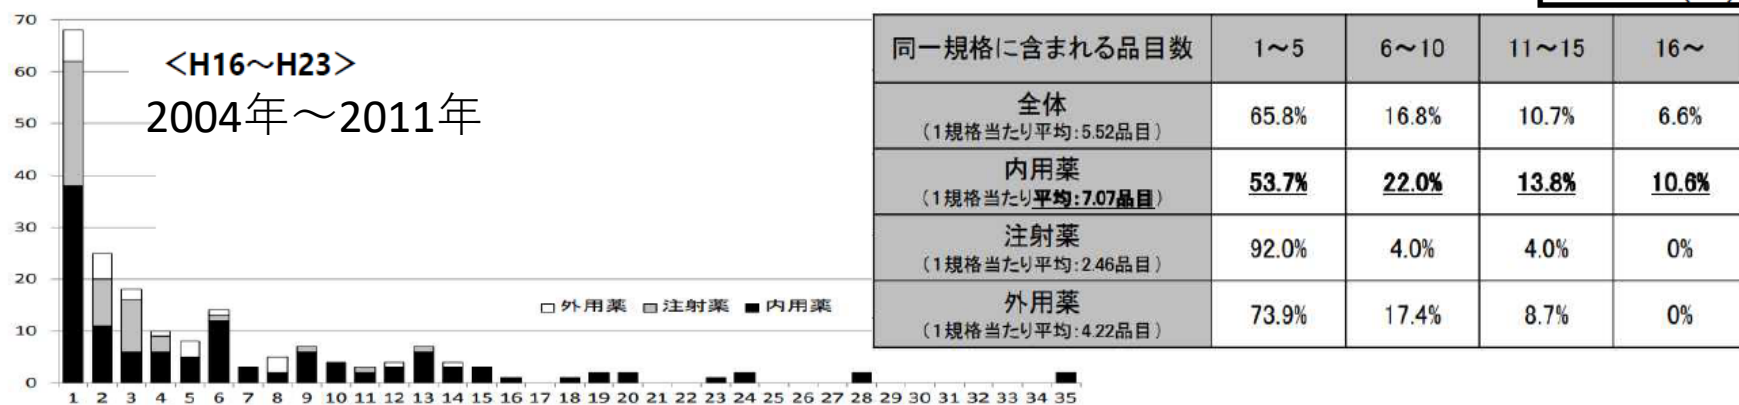 70
60
50
40
30
20
10
0
<H16~H23>
2004年~2011年
□外用薬 ■注射薬 ■内用薬
1 2 3 4 5 6 7 8 9 10 11 12 13 14 15 16 17 18 19 20 21 22 23 24 25 26 27 28 29 30 31 32 33 34 35
同一規格に含まれる品目数 1~5 6~10 11~15 16~
全体
(1規格当たり平均:5.52品目) 65.8% 16.8% 10.7% 6.6%
内用薬
(1規格当たり平均:7.07品目) 53.7% 22.0% 13.8% 10.6%
注射薬
(1規格当たり平均:2.46品目) 92.0% 4.0% 4.0% 0%
外用薬
(1規格当たり平均:4.22品目) 73.9% 17.4% 8.7% 0%